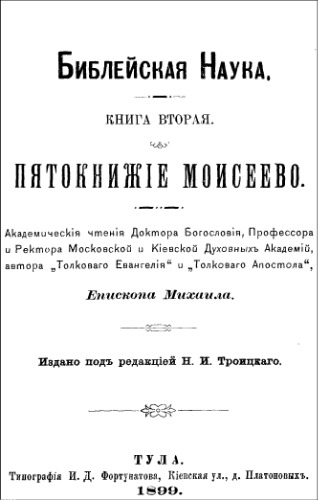 Библейская Наука.
КНИГА ВТОРАЯ.
ПЯТОКНИЖІЕ МОИСЕЕВО.
Академическія чтенія Доктора Богословія, Профессора
и Ректора Московской и Кіевской Духовныхъ Академій,
автора „Толковаго Евангелія“ и „Толковаго Апостола“,
Епископа Михаила.
Издано подъ редакціей Н. И. Троицкаго.
ТУЛА.
Типографія И. Д. Фортунатова, Кіевская ул., д. Платоновыхъ.
1899.